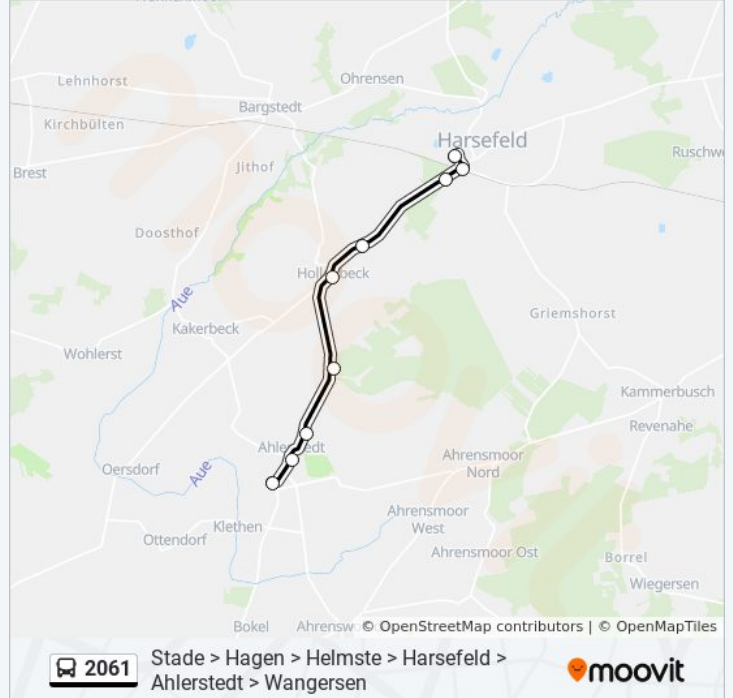 Lehnhorst
Ohrensen
Bargstedt
Kirchbülten
Harsefeld
Ruschwe
Jithof
Brest
Doosthof
Hollenbeck
Aue
Griemshorst
Kakerbeck
Wohlerst
Kammerbusch
Revenahe
Ahlerstedt
Ahrensmoor
Nord
Oersdorf
Aue
Ahrensmoor
West
Klethen
Ottendorf
Ahrensmoor Ost
Borrel
Wiegersen
Bokel
Ahrensw
© OpenStreetMap contributors | © OpenMapTiles
2061
Stade > Hagen > Helmste > Harsefeld >
Ahlerstedt > Wangersen
moovit